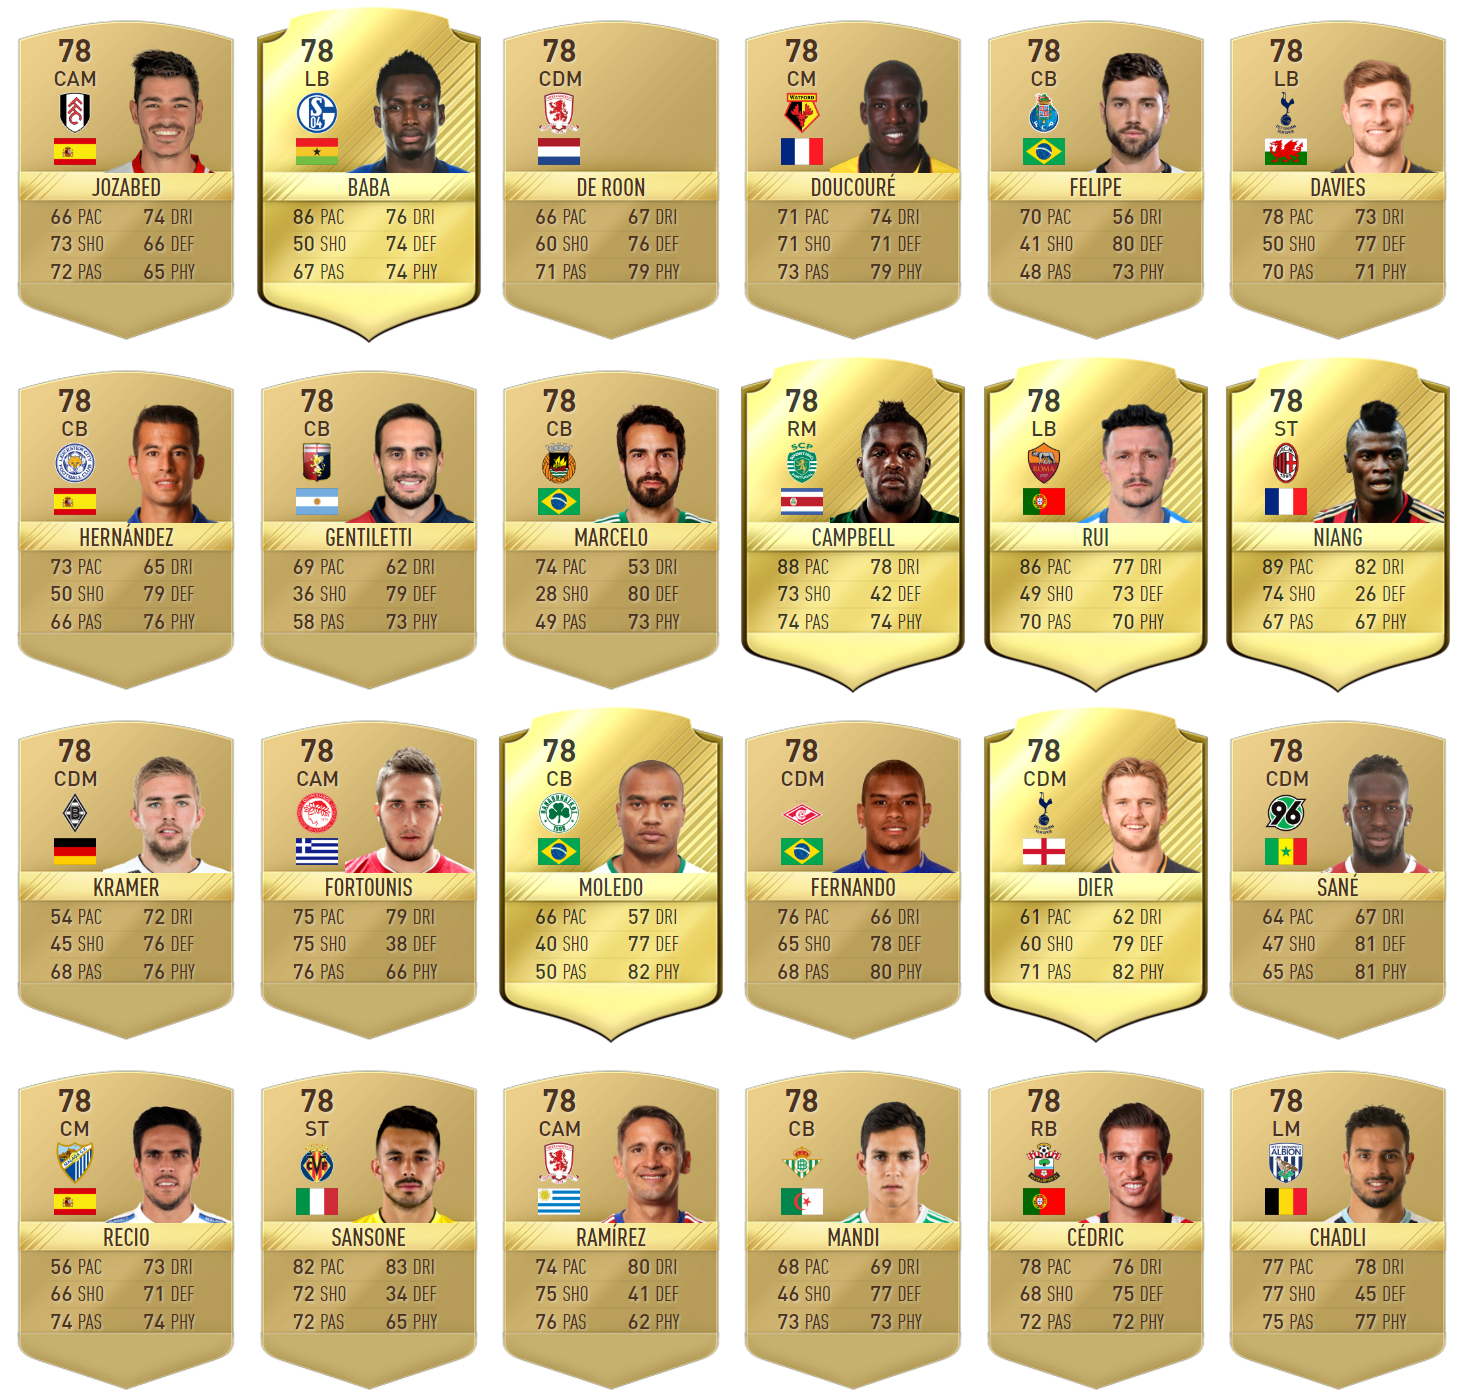 78
CAM
JOZABED
66 PAC 74 DRI
73 SHO 66 DEF
72 PAS 65 PHY
78
LB
BABA
86 PAC 76 DRI
50 SHO 74 DEF
67 PAS 74 PHY
78
CDM
DE ROON
66 PAC 67 DRI
60 SHO 76 DEF
71 PAS 79 PHY
78
CM
WATFORD
DOUCOURÉ
71 PAC 74 DRI
71 SHO 71 DEF
73 PAS 79 PHY
78
CB
FELIPE
70 PAC 56 DRI
41 SHO 80 DEF
48 PAS 73 PHY
78
LB
DAVIES
78 PAC 73 DRI
50 SHO 77 DEF
70 PAS 71 PHY
78
CB
HERNÁNDEZ
73 PAC 65 DRI
50 SHO 79 DEF
66 PAS 76 PHY
78
CB
GENTILETTI
69 PAC 62 DRI
36 SHO 79 DEF
58 PAS 73 PHY
78
CB
MARCELO
74 PAC 53 DRI
28 SHO 80 DEF
49 PAS 73 PHY
78
RM
SCP
CAMPBELL
88 PAC 78 DRI
73 SHO 42 DEF
74 PAS 74 PHY
78
LB
ROMA
RUI
86 PAC 77 DRI
49 SHO 73 DEF
70 PAS 70 PHY
78
ST
NIANG
89 PAC 82 DRI
74 SHO 26 DEF
67 PAS 67 PHY
78
CDM
KRAMER
54 PAC 72 DRI
45 SHO 76 DEF
68 PAS 76 PHY
78
CAM
FORTOUNIS
75 PAC 79 DRI
75 SHO 38 DEF
76 PAS 66 PHY
78
CB
MOLEDO
66 PAC 57 DRI
40 SHO 77 DEF
50 PAS 82 PHY
78
CDM
FERNANDO
76 PAC 66 DRI
65 SHO 78 DEF
68 PAS 80 PHY
78
CDM
DIER
61 PAC 62 DRI
60 SHO 79 DEF
71 PAS 82 PHY
78
CDM
96
SANÉ
64 PAC 67 DRI
47 SHO 81 DEF
65 PAS 81 PHY
78
CM
RECIO
56 PAC 73 DRI
66 SHO 71 DEF
74 PAS 74 PHY
78
ST
SANSONE
82 PAC 83 DRI
72 SHO 34 DEF
72 PAS 65 PHY
78
CAM
RAMÍREZ
74 PAC 80 DRI
75 SHO 41 DEF
76 PAS 62 PHY
78
CB
MANDI
68 PAC 69 DRI
46 SHO 77 DEF
73 PAS 73 PHY
78
RB
CÉDRIC
78 PAC 76 DRI
68 SHO 75 DEF
72 PAS 72 PHY
78
LM
ALBION
CHADLI
77 PAC 78 DRI
77 SHO 45 DEF
75 PAS 77 PHY